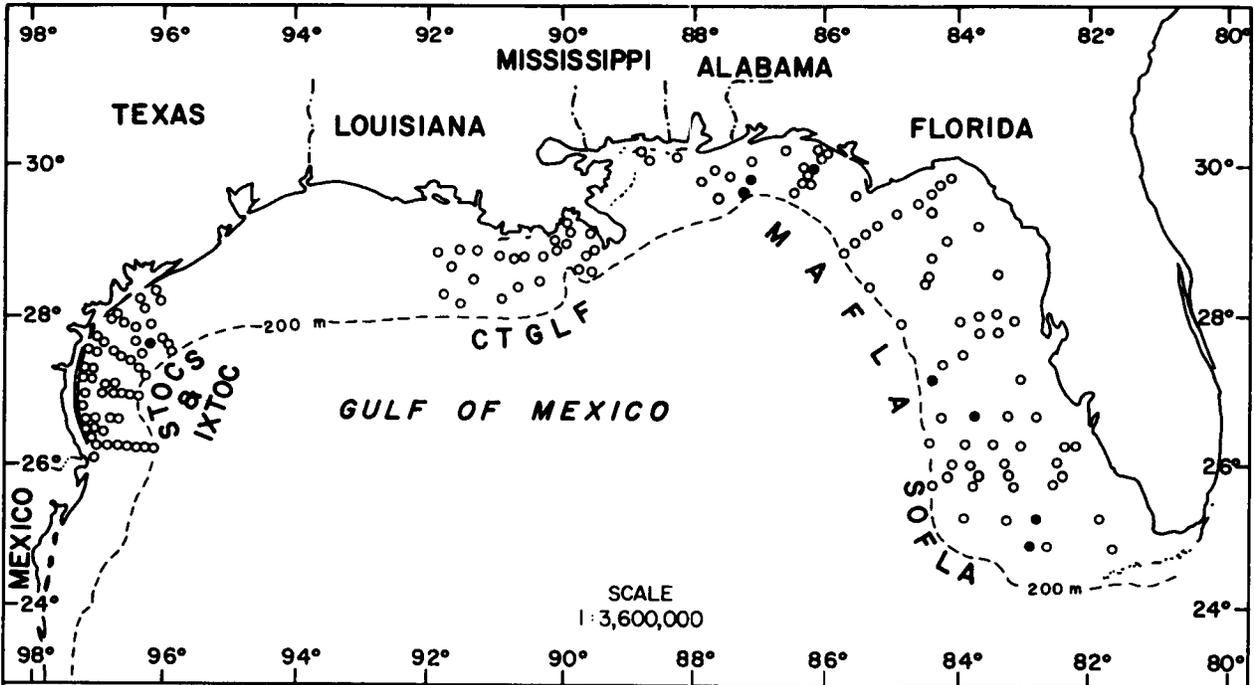 98° 96° 94° 92° 90° 88° 86° 84° 82° 80°
MISSISSIPPI
ALABAMA
TEXAS
LOUISIANA
FLORIDA
30° 30°
MAFLA
28° 28°
200 m
CTGLF
STOCS
&
IXTOC
GULF OF MEXICO
26° 26°
SOFLA
MEXICO
200 m
SCALE
1:3,600,000
24° 24°
98° 96° 94° 92° 90° 88° 86° 84° 82° 80°